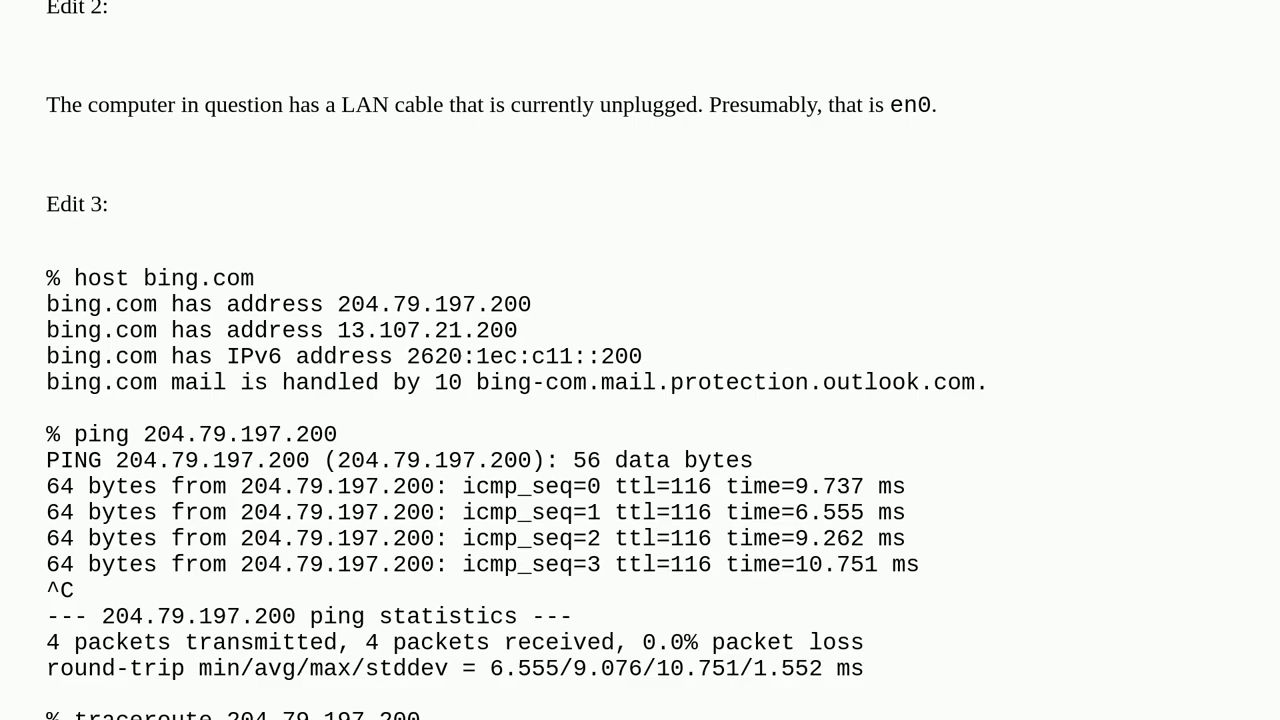 Edit 2:
The computer in question has a LAN cable that is currently unplugged. Presumably, that is en0.
Edit 3:
% host bing.com
bing.com has address 204.79.197.200
bing.com has address 13.107.21.200
bing.com has IPv6 address 2620:1ec:c11::200
bing.com mail is handled by 10 bing-com.mail.protection.outlook.com.
% ping 204.79.197.200
PING 204.79.197.200 (204.79.197.200): 56 data bytes
64 bytes from 204.79.197.200: icmp_seq=0 ttl=116 time=9.737 ms
64 bytes from 204.79.197.200: icmp_seq=1 ttl=116 time=6.555 ms
64 bytes from 204.79.197.200: icmp_seq=2 ttl=116 time=9.262 ms
64 bytes from 204.79.197.200: icmp_seq=3 ttl=116 time=10.751 ms
^C
--- 204.79.197.200 ping statistics ---
4 packets transmitted, 4 packets received, 0.0% packet loss
round-trip min/avg/max/stddev = 6.555/9.076/10.751/1.552 ms
% traceroute 204.79.197.200